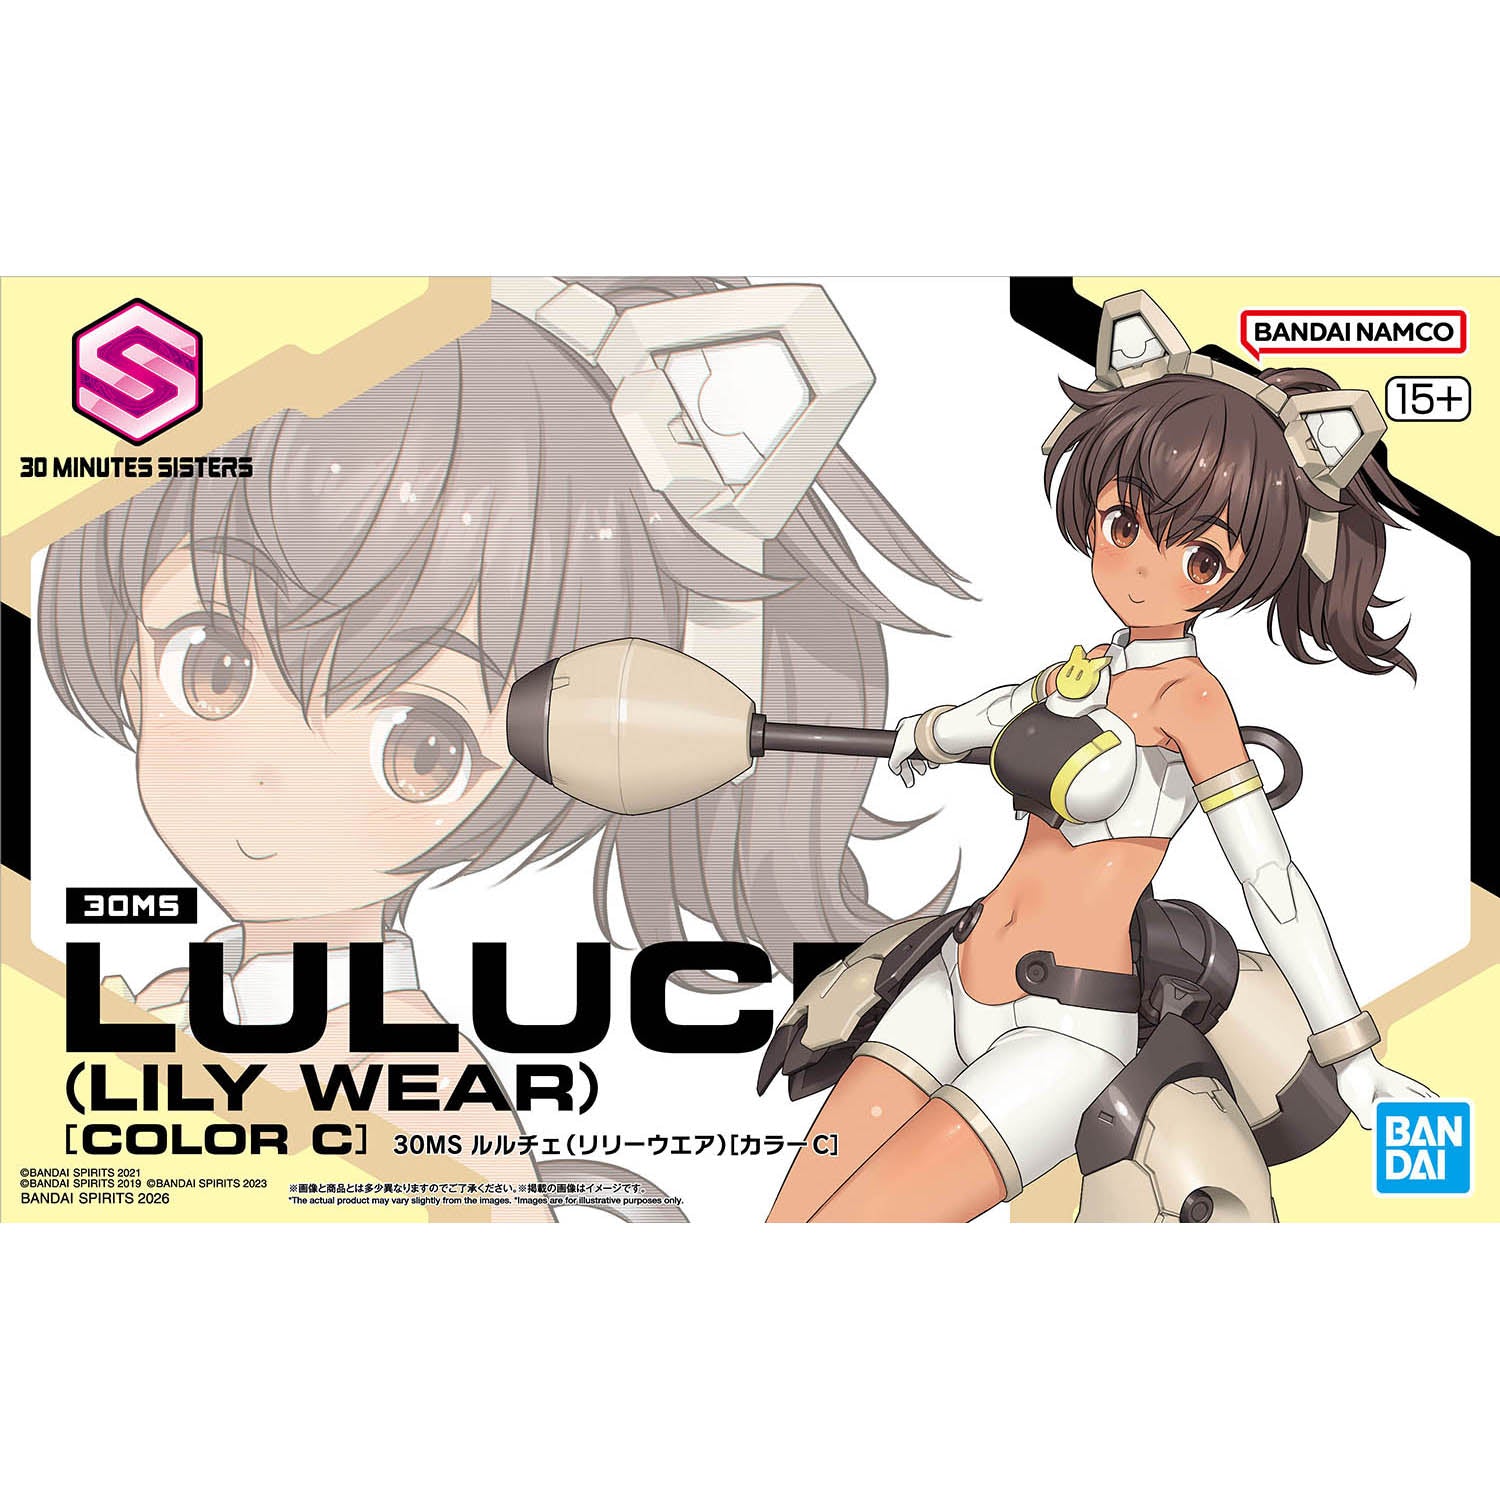 BANDAI NAMCO
15+
30 MINUTES SISTERS
30MS
LULUC
(LILY WEAR)
[COLOR C] 30MS ルルチェ(リリーウエア)[カラーC]
©BANDAI SPIRITS 2021
©BANDAI SPIRITS 2019 ©BANDAI SPIRITS 2023
BANDAI SPIRITS 2026
※画像と商品とは多少異なりますのでご了承ください。※掲載の画像はイメージです。
*The actual product may vary slightly from the images. *Images are for illustrative purposes only.
BAN
DAI